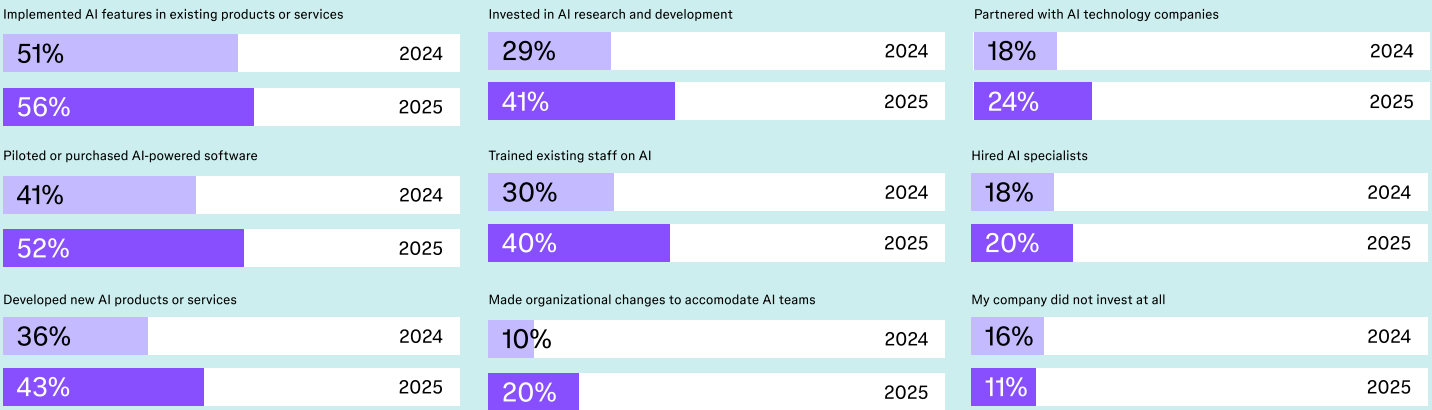 Implemented AI features in existing products or services
51% 2024
56% 2025
Piloted or purchased AI-powered software
41% 2024
52% 2025
Developed new AI products or services
36% 2024
43% 2025
Invested in AI research and development
29% 2024
41% 2025
Trained existing staff on AI
30% 2024
40% 2025
Made organizational changes to accomodate AI teams
10% 2024
20% 2025
Partnered with AI technology companies
18% 2024
24% 2025
Hired AI specialists
18% 2024
20% 2025
My company did not invest at all
16% 2024
11% 2025